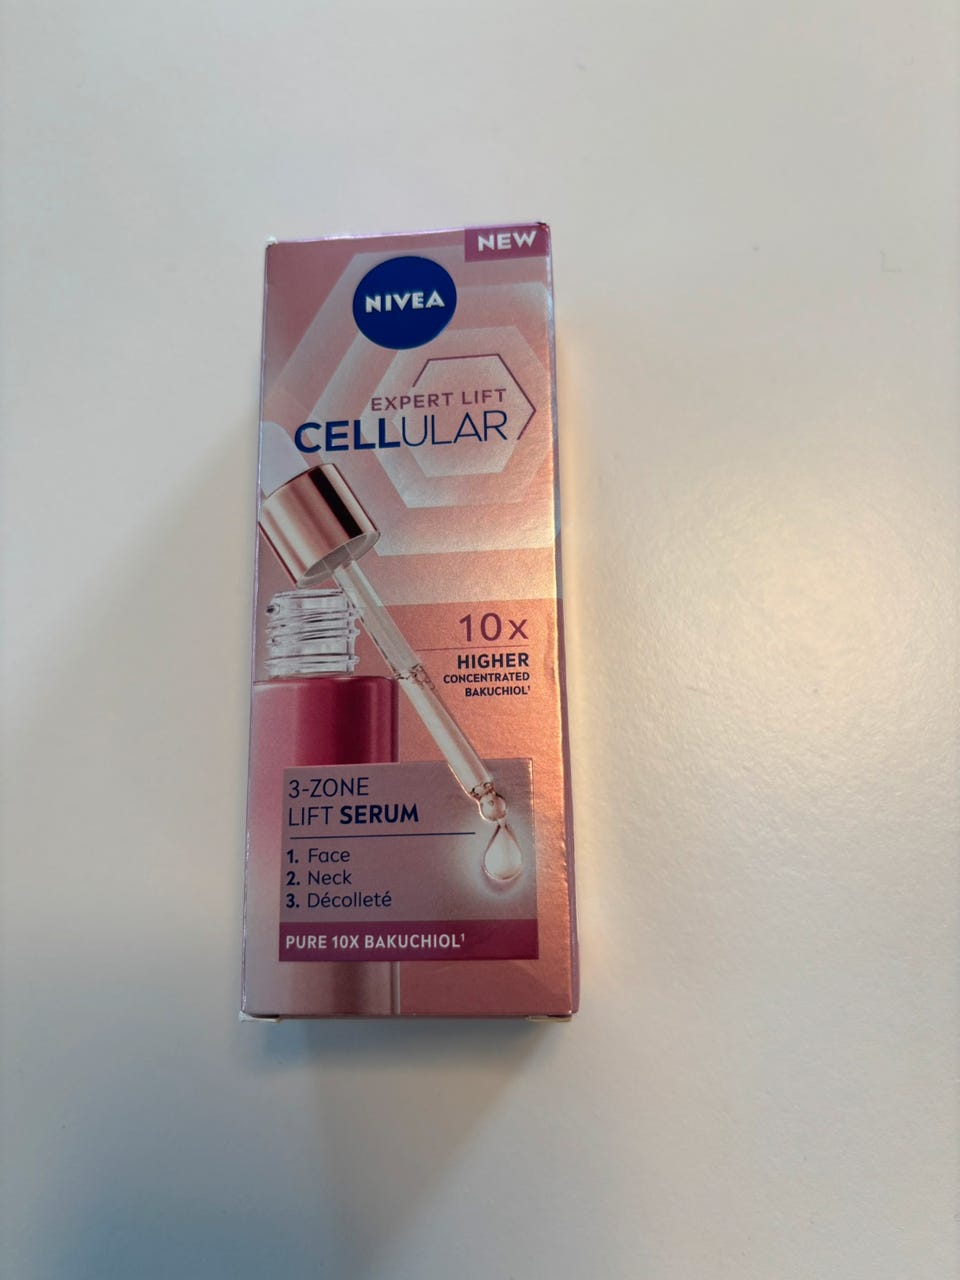 NEW
NIVEA
EXPERT LIFT
CELLULAR
10x
HIGHER
CONCENTRATED
BAKUCHIOL¹
3-ZONE
LIFT SERUM
1. Face
2. Neck
3. Décolleté
PURE 10X BAKUCHIOL¹